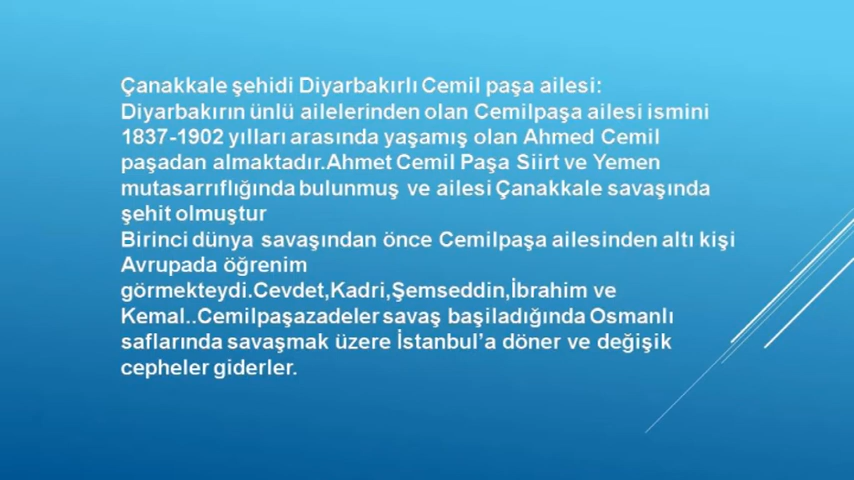 Çanakkale şehidi Diyarbakırlı Cemil paşa ailesi:
Diyarbakırın ünlü ailelerinden olan Cemilpaşa ailesi ismini
1837-1902 yılları arasında yaşamış olan Ahmed Cemil
paşadan almaktadır.Ahmet Cemil Paşa Siirt ve Yemen
mutasarrıflığında bulunmuş ve ailesi Çanakkale savaşında
şehit olmuştur
Birinci dünya savaşından önce Cemilpaşa ailesinden altı kişi
Avrupada öğrenim
görmekteydi.Cevdet,Kadri,Şemseddin,İbrahim ve
Kemal..Cemilpaşazadeler savaş başiladığında Osmanlı
saflarında savaşmak üzere İstanbul’a döner ve değişik
cepheler giderler.